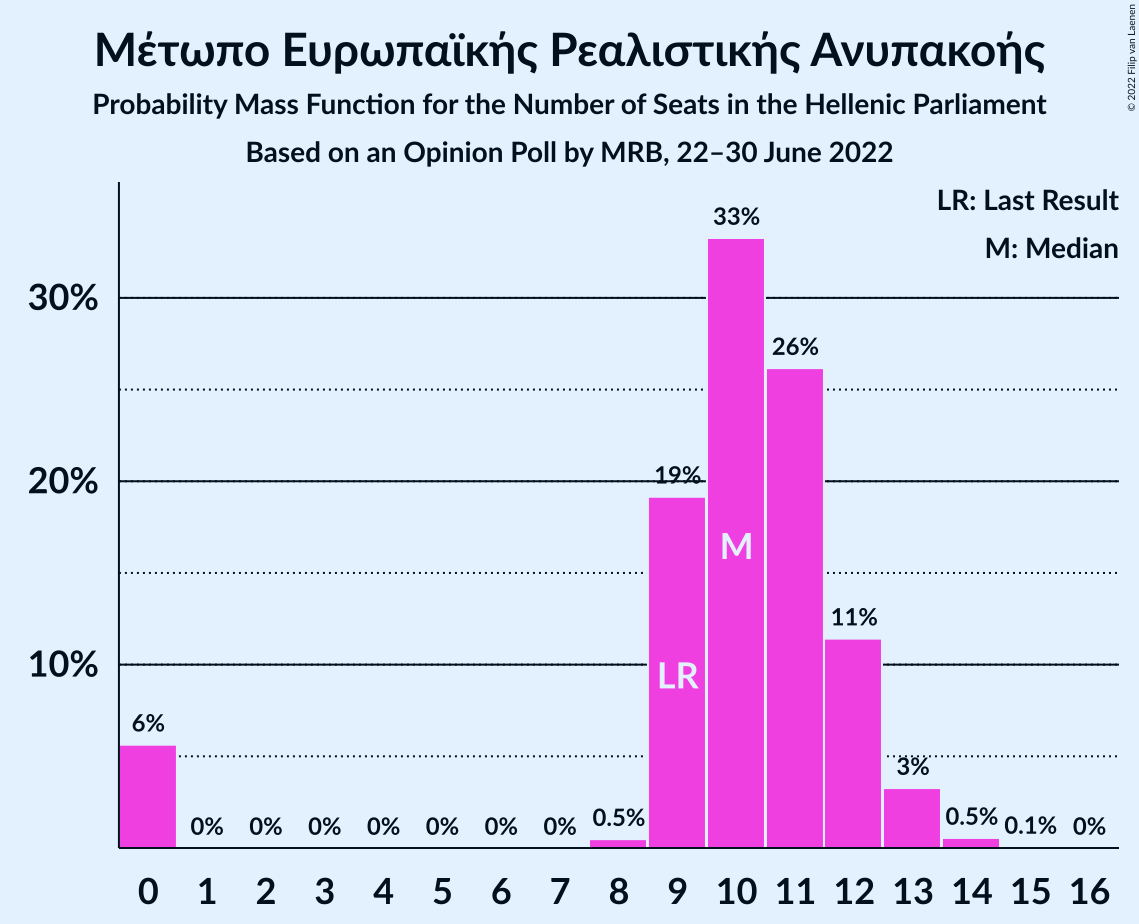 Μέτωπο Ευρωπαϊκής Ρεαλιστικής Ανυπακοής
Probability Mass Function for the Number of Seats in the Hellenic Parliament
Based on an Opinion Poll by MRB, 22–30 June 2022
© 2022 Filip van Laenen
LR: Last Result
M: Median
30%
20%
10%
6%
0%
0%
0%
0%
0%
0%
0%
0.5%
19%
33%
26%
11%
3%
0.5%
0.1%
0%
LR
M
0 1 2 3 4 5 6 7 8 9 10 11 12 13 14 15 16